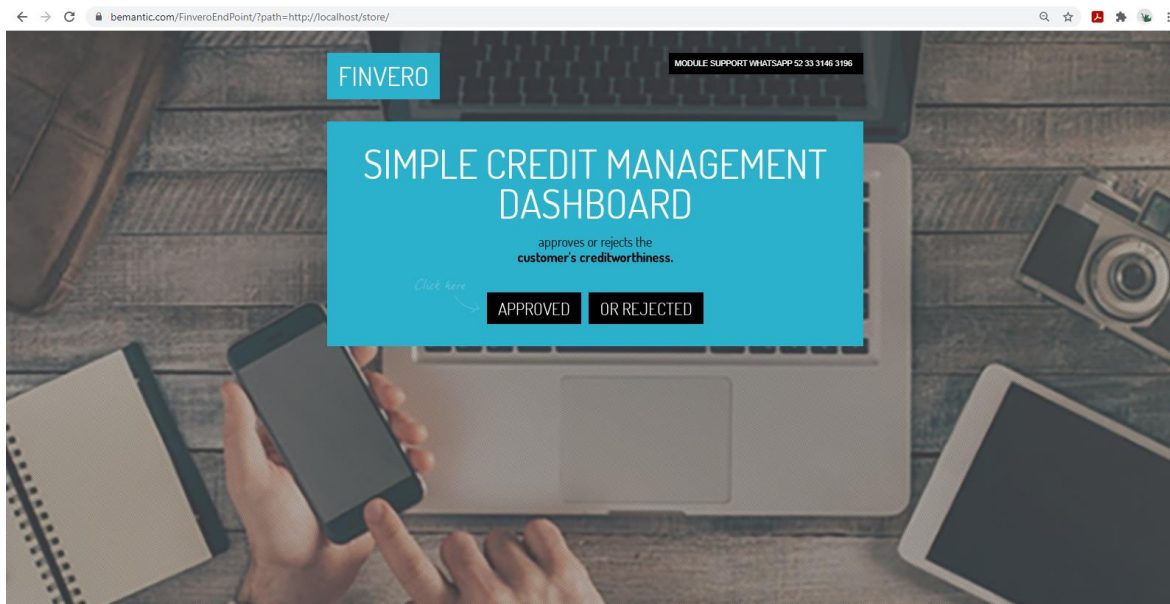 bemantic.com/FinveroEndPoint/?path=http://localhost/store/
FINVERO
MODULE SUPPORT WHATSAPP 52 33 3146 3196
SIMPLE CREDIT MANAGEMENT
DASHBOARD
approves or rejects the
customer's creditworthiness.
Click here
APPROVED
OR REJECTED